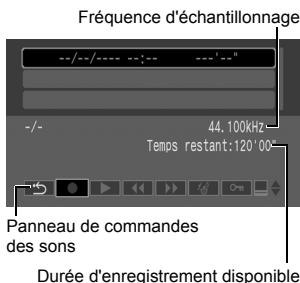 Fréquence d'échantillonnage
--/--/---- --:-- ---'--"
-/- 44.100kHz
Temps restant:120'00"
Panneau de commandes
des sons
Durée d'enregistrement disponible